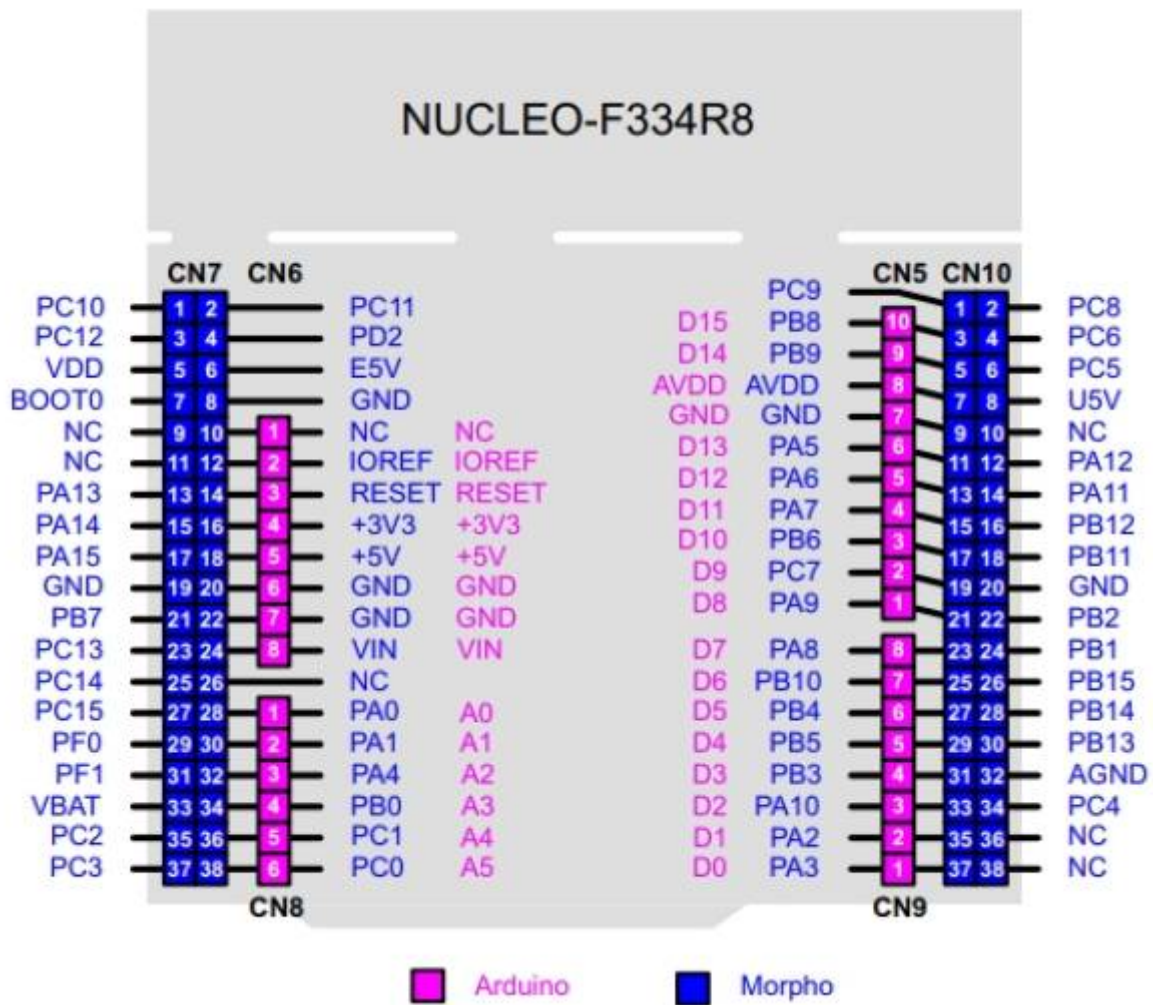 NUCLEO-F334R8
CN7 CN6 CN5 CN10
PC9
PC10 1 2 PC11 1 2 PC8
D15 PB8 10
PC12 3 4 PD2 3 4 PC6
D14 PB9 9
VDD 5 6 E5V 5 6 PC5
AVDD AVDD 8
BOOT0 7 8 GND 7 8 U5V
GND GND 7
NC 9 10 1 NC NC 9 10 NC
D13 PA5 6
NC 11 12 2 IOREF IOREF 11 12 PA12
D12 PA6 5
PA13 13 14 3 RESET RESET 13 14 PA11
D11 PA7 4
PA14 15 16 4 +3V3 +3V3 15 16 PB12
D10 PB6 3
PA15 17 18 5 +5V +5V 17 18 PB11
D9 PC7 2
GND 19 20 6 GND GND 19 20 GND
D8 PA9 1
PB7 21 22 7 GND GND 21 22 PB2
PC13 23 24 8 VIN VIN D7 PA8 8 23 24 PB1
PC14 25 26 NC D6 PB10 7 25 26 PB15
PC15 27 28 1 PA0 A0 D5 PB4 6 27 28 PB14
PF0 29 30 2 PA1 A1 D4 PB5 5 29 30 PB13
PF1 31 32 3 PA4 A2 D3 PB3 4 31 32 AGND
VBAT 33 34 4 PB0 A3 D2 PA10 3 33 34 PC4
PC2 35 36 5 PC1 A4 D1 PA2 2 35 36 NC
PC3 37 38 6 PC0 A5 D0 PA3 1 37 38 NC
CN8 CN9
Arduino Morpho